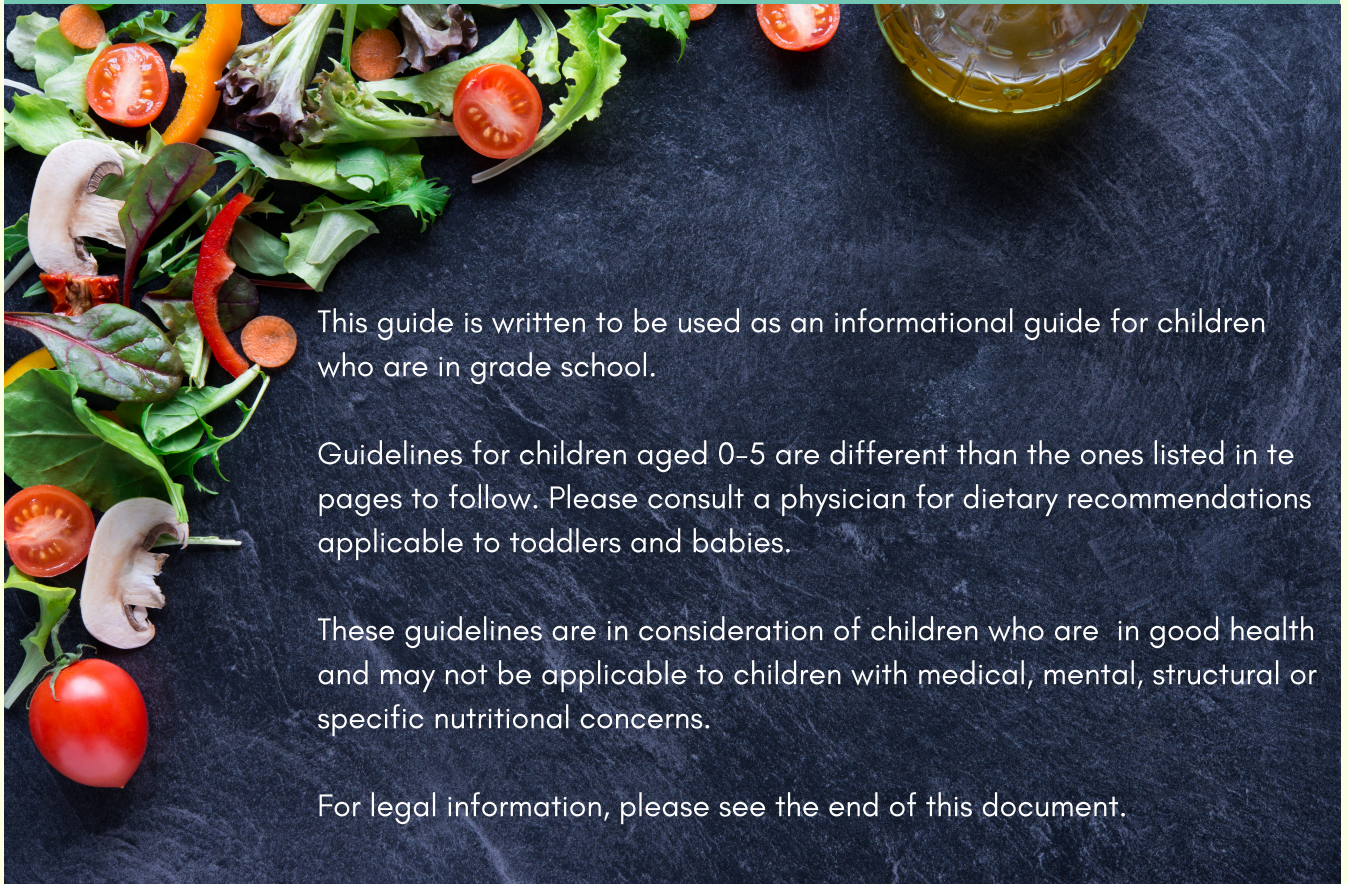 This guide is written to be used as an informational guide for children
who are in grade school.
Guidelines for children aged 0-5 are different than the ones listed in te
pages to follow. Please consult a physician for dietary recommendations
applicable to toddlers and babies.
These guidelines are in consideration of children who are  in good health
and may not be applicable to children with medical, mental, structural or
specific nutritional concerns.
For legal information, please see the end of this document.